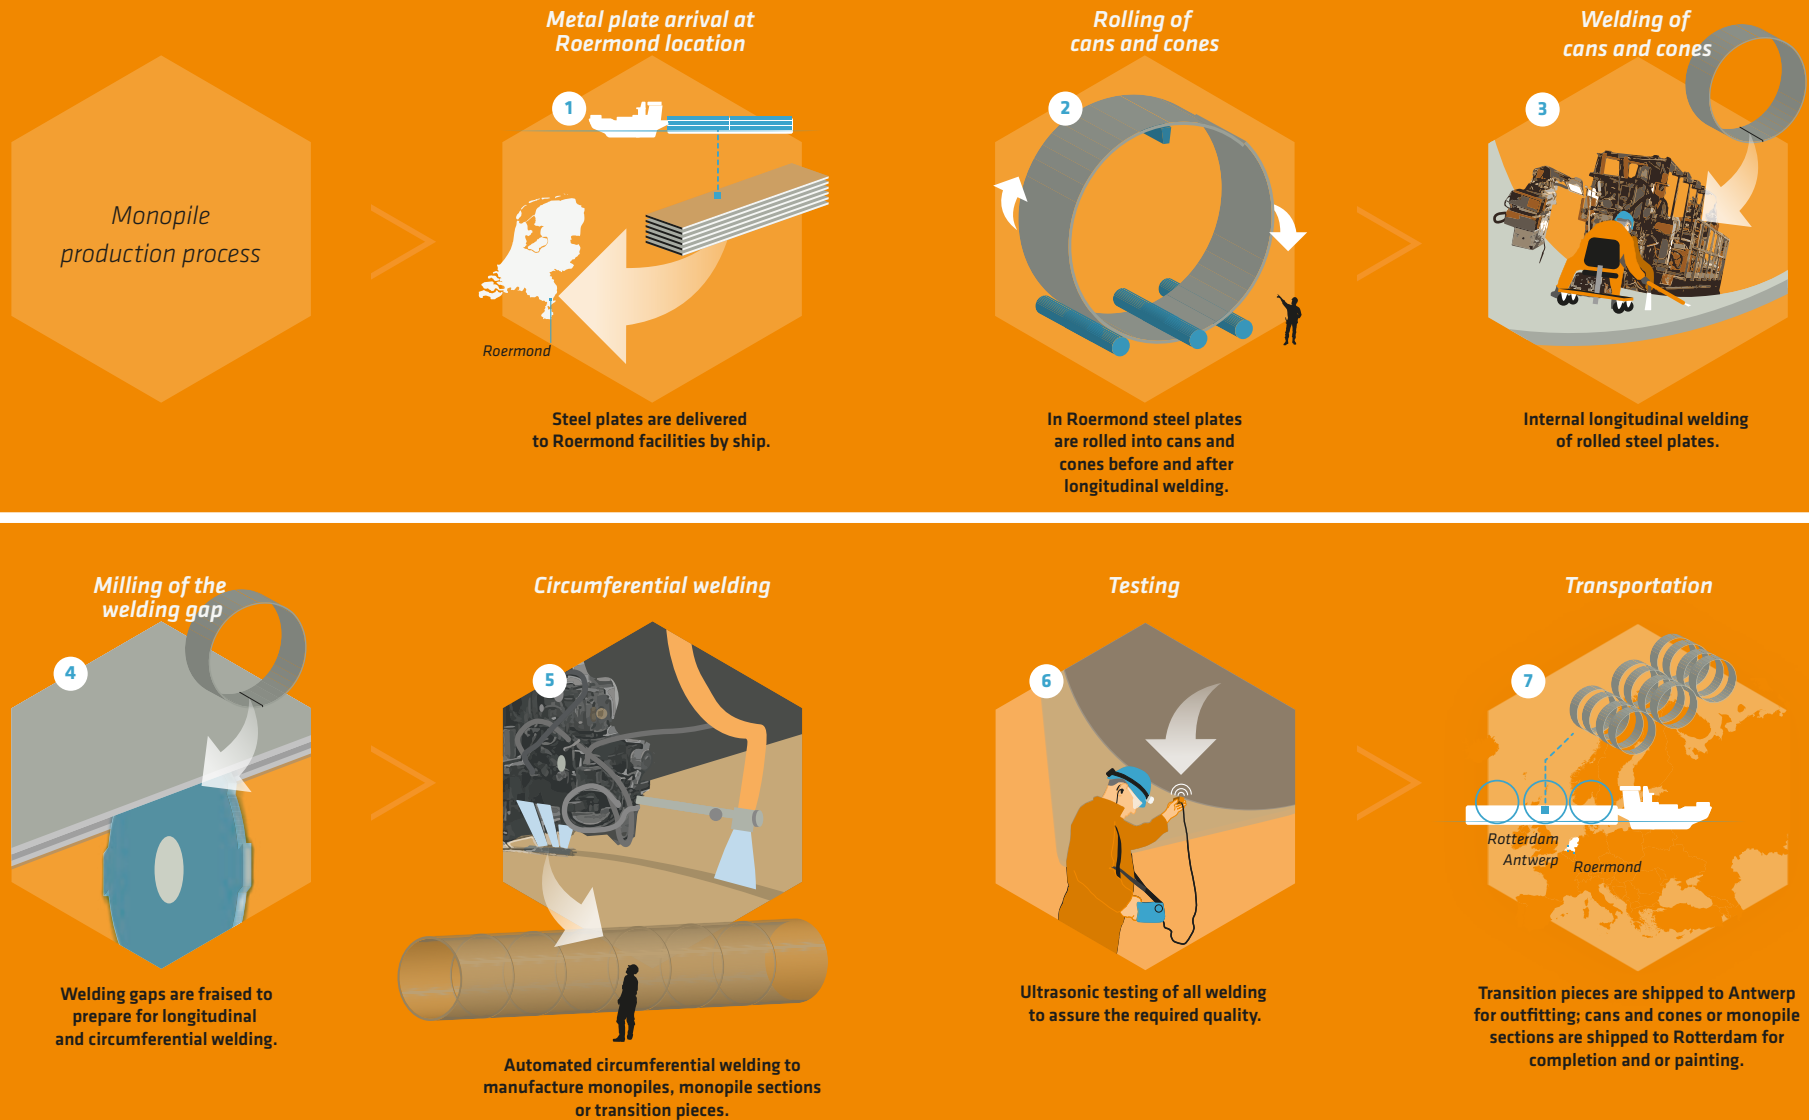 Monopile
production process
Metal plate arrival at
Roermond location
1
Roermond
Steel plates are delivered
to Roermond facilities by ship.
Rolling of
cans and cones
2
In Roermond steel plates
are rolled into cans and
cones before and after
longitudinal welding.
Welding of
cans and cones
3
Internal longitudinal welding
of rolled steel plates.
Milling of the
welding gap
4
Welding gaps are fraised to
prepare for longitudinal
and circumferential welding.
Circumferential welding
5
Automated circumferential welding to
manufacture monopiles, monopile sections
or transition pieces.
Testing
6
Ultrasonic testing of all welding
to assure the required quality.
Transportation
7
Rotterdam
Antwerp
Roermond
Transition pieces are shipped to Antwerp
for outfitting; cans and cones or monopile
sections are shipped to Rotterdam for
completion and or painting.